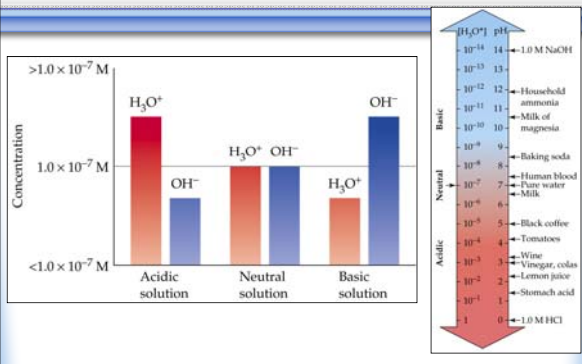 >1.0 × 10⁻⁷ M
H₃O⁺
OH⁻
H₃O⁺ OH⁻
H₃O⁺
OH⁻
Concentration
1.0 × 10⁻⁷ M
<1.0 × 10⁻⁷ M
Acidic
solution
Neutral
solution
Basic
solution
[H₃O⁺] pH
10⁻¹⁴ 14 1.0 M NaOH
10⁻¹³ 13
10⁻¹² 12 Household
ammonia
10⁻¹¹ 11 Milk of
magnesia
10⁻¹⁰ 10
10⁻⁹ 9
Baking soda
10⁻⁸ 8
Human blood
10⁻⁷ 7 Pure water
Milk
10⁻⁶ 6
10⁻⁵ 5 Black coffee
10⁻⁴ 4 Tomatoes
Wine
10⁻³ 3 Vinegar, colas
Lemon juice
10⁻² 2
Stomach acid
10⁻¹ 1
1 0 1.0 M HCl
Basic
Neutral
Acidic